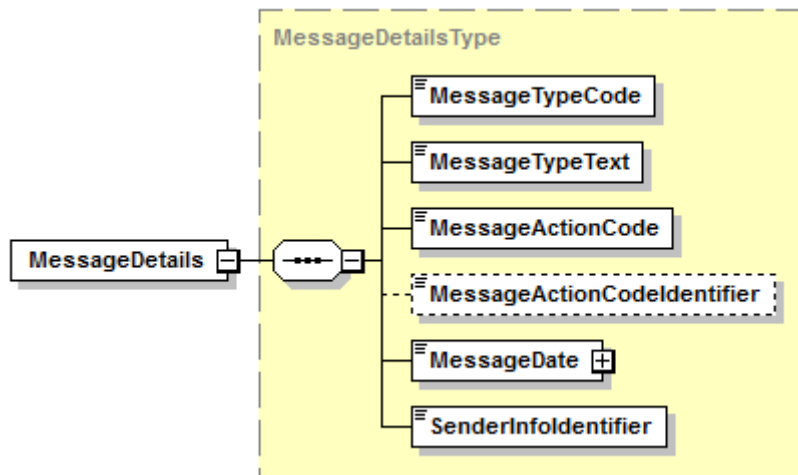 MessageDetailsType
MessageTypeCode
MessageTypeText
MessageActionCode
MessageDetails
MessageActionCodeIdentifier
MessageDate
SenderInfoIdentifier